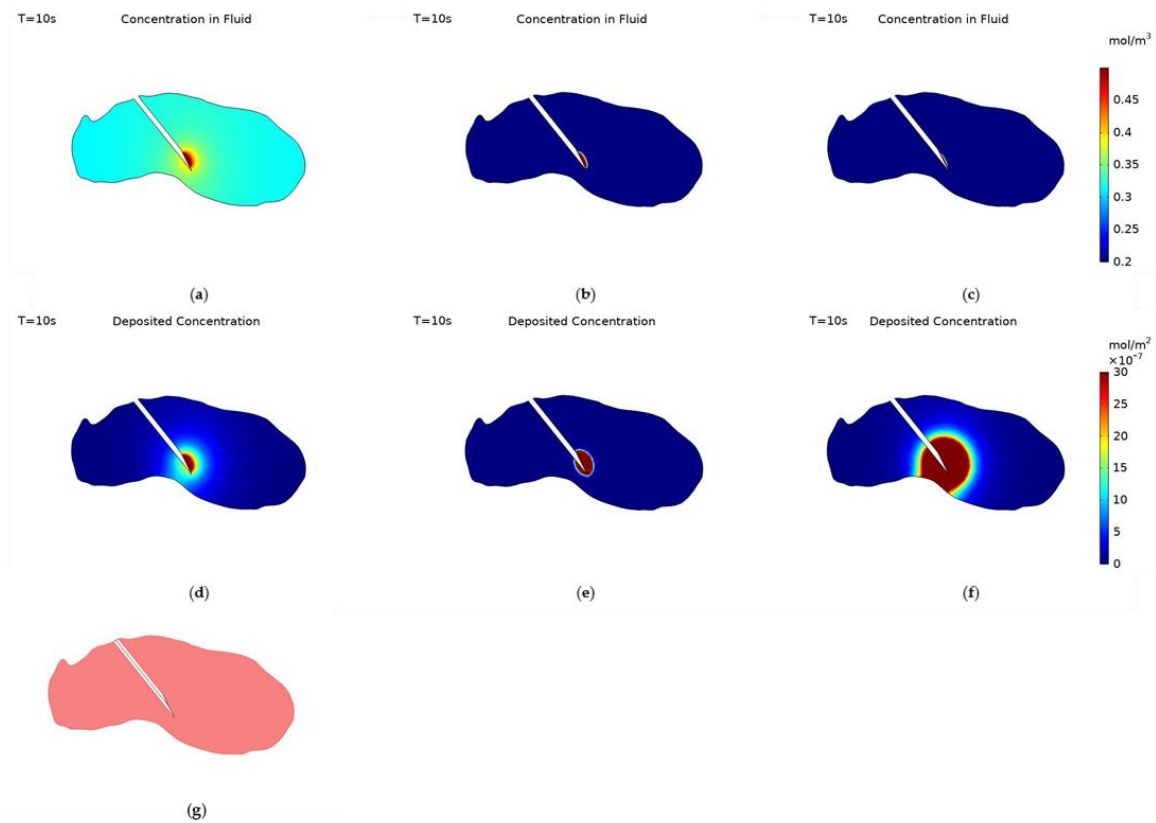 T=10s Concentration in Fluid T=10s Concentration in Fluid T=10s Concentration in Fluid
mol/m³
0.45
0.4
0.35
0.3
0.25
0.2
(a) (b) (c)
T=10s Deposited Concentration T=10s Deposited Concentration T=10s Deposited Concentration
mol/m²
×10⁻⁷
30
25
20
15
10
5
0
(d) (e) (f)
(g)